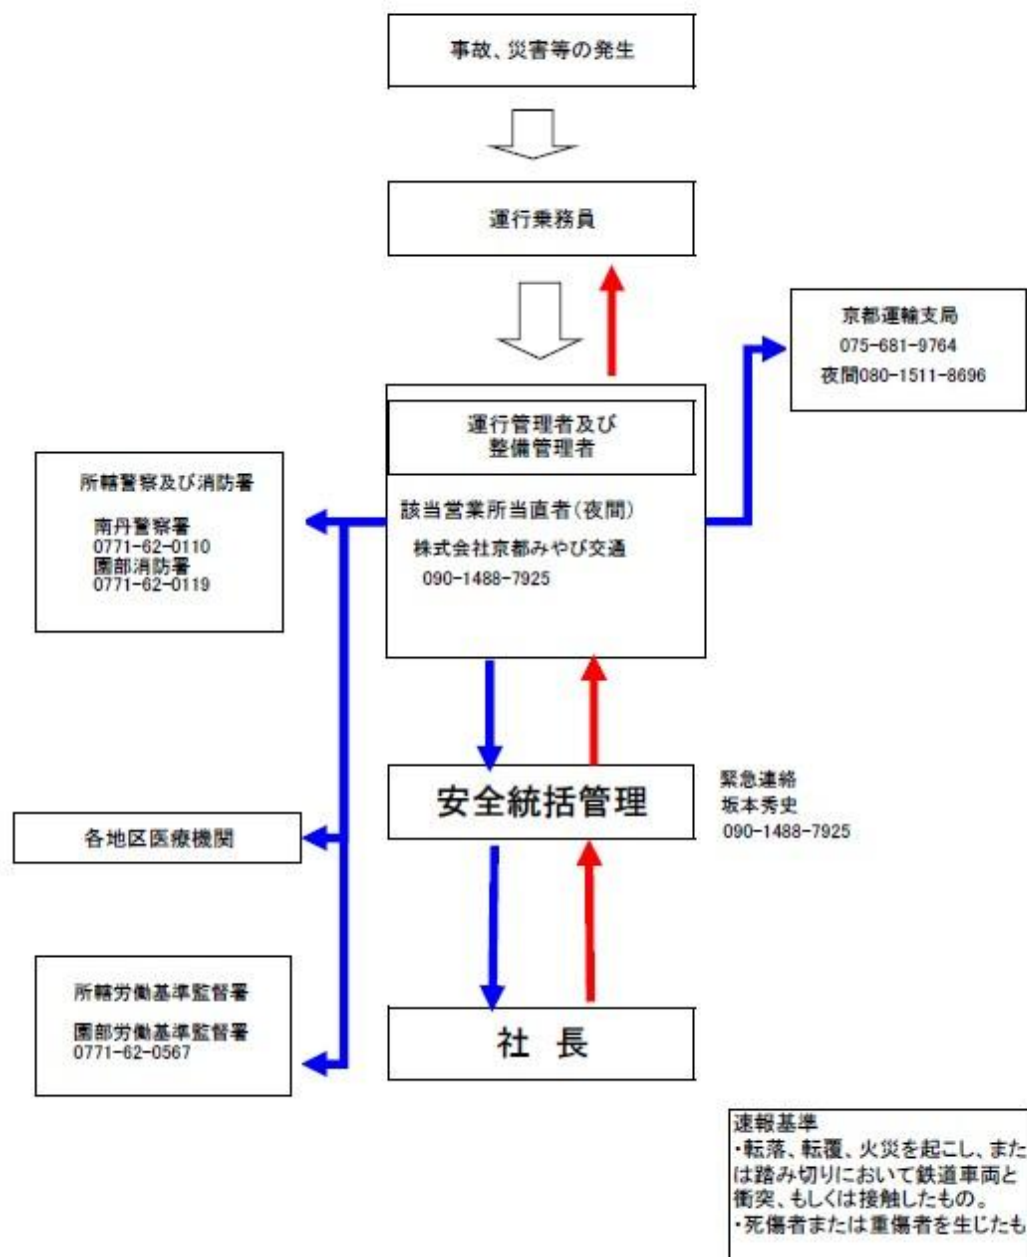 事故、災害等の発生
運行乗務員
京都運輸支局
075-681-9764
夜間080-1511-8696
運行管理者及び
整備管理者
該当営業所当直者(夜間)
株式会社京都みやび交通
090-1488-7925
所轄警察及び消防署
南丹警察署
0771-62-0110
園部消防署
0771-62-0119
安全統括管理
緊急連絡
坂本秀史
090-1488-7925
各地区医療機関
所轄労働基準監督署
園部労働基準監督署
0771-62-0567
社 長
速報基準
・転落、転覆、火災を起こし、また
は踏み切りにおいて鉄道車両と
衝突、もしくは接触したもの。
・死傷者または重傷者を生じたも